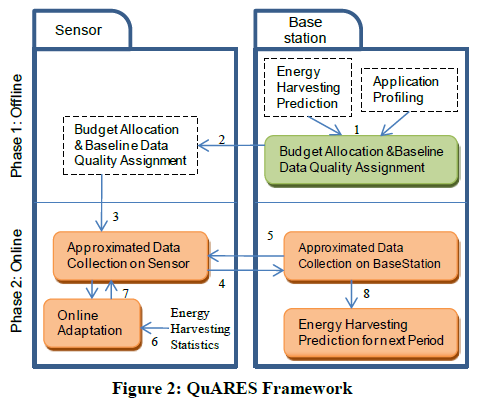 Sensor
Base
station
Phase 1: Offline
Energy
Harvesting
Prediction
Application
Profiling
1
2
Budget Allocation
& Baseline Data
Quality Assignment
Budget Allocation &Baseline
Data Quality Assignment
3
Phase 2: Online
5
Approximated Data
Collection on Sensor
4
Approximated Data
Collection on BaseStation
7
8
Online
Adaptation
6
Energy
Harvesting
Statistics
Energy Harvesting
Prediction for next Period
Figure 2: QuARES Framework